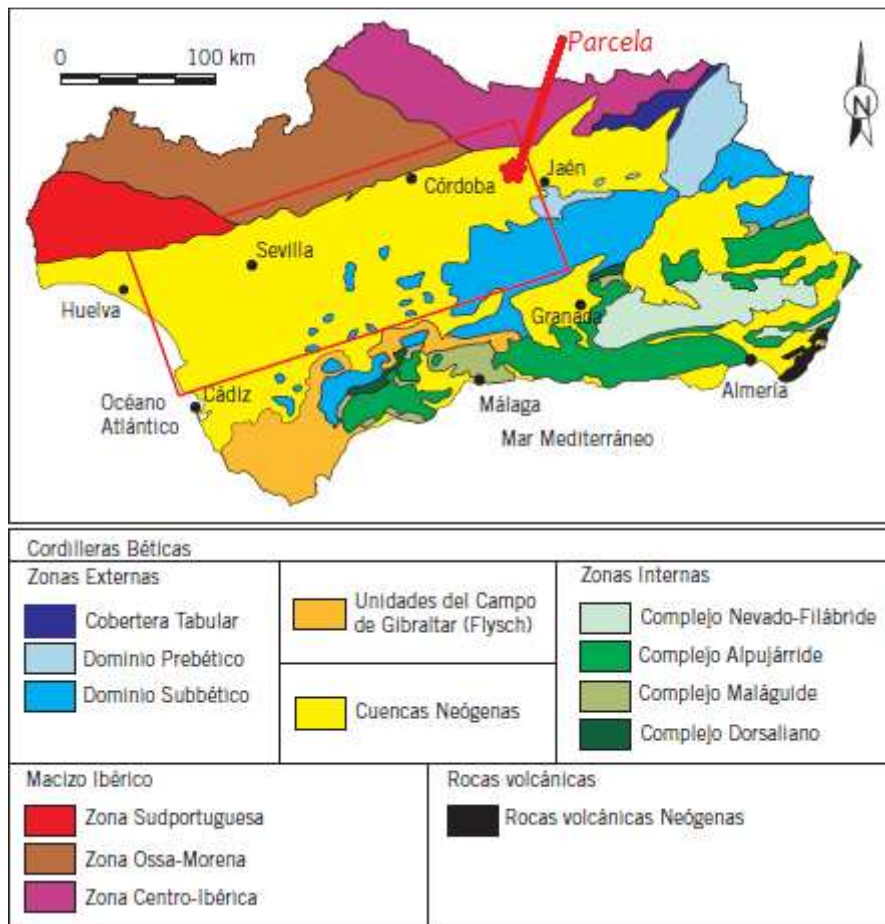 Parcela
0 100 km
N
Córdoba
Jaén
Sevilla
Huelva
Granada
Cádiz
Almería
Océano
Atlántico
Málaga
Mar Mediterráneo
Cordilleras Béticas
Zonas Externas
Cobertera Tabular
Dominio Prebético
Dominio Subbético
Unidades del Campo
de Gibraltar (Flysch)
Cuencas Neógenas
Zonas Internas
Complejo Nevado-Filábride
Complejo Alpujárride
Complejo Maláguide
Complejo Dorsaliano
Macizo Ibérico
Zona Sudportuguesa
Zona Ossa-Morena
Zona Centro-Ibérica
Rocas volcánicas
Rocas volcánicas Neógenas